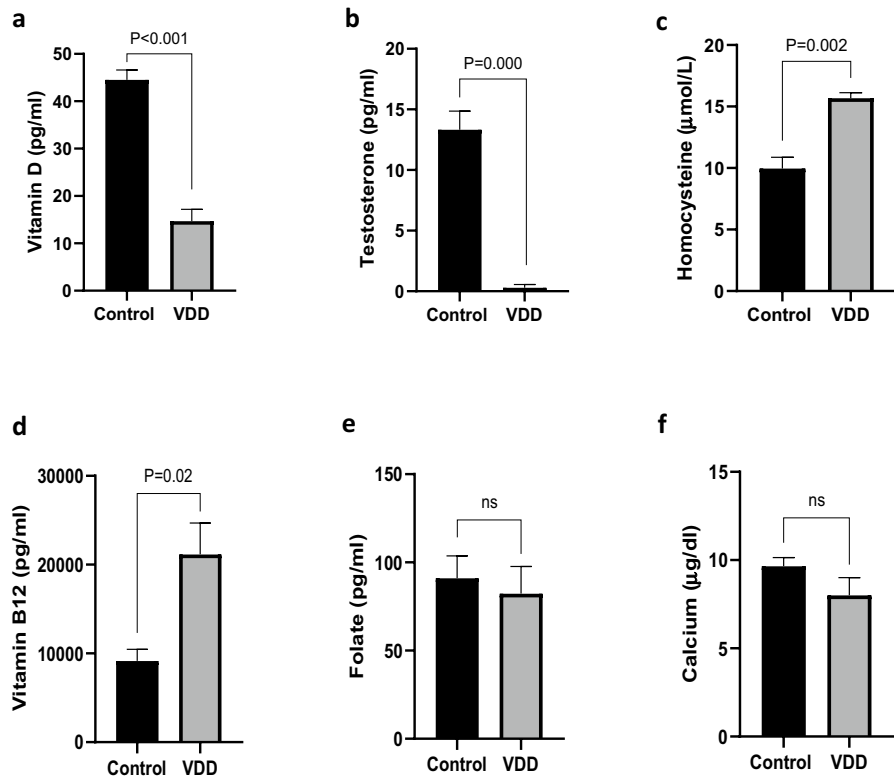 a
P<0.001
50
40
30
20
10
0
Vitamin D (pg/ml)
Control VDD
b
P=0.000
20
15
10
5
0
Testosterone (pg/ml)
Control VDD
c
P=0.002
20
15
10
5
0
Homocysteine (μmol/L)
Control VDD
d
P=0.02
30000
20000
10000
0
Vitamin B12 (pg/ml)
Control VDD
e
ns
150
100
50
0
Folate (pg/ml)
Control VDD
f
ns
15
10
5
0
Calcium (μg/dl)
Control VDD